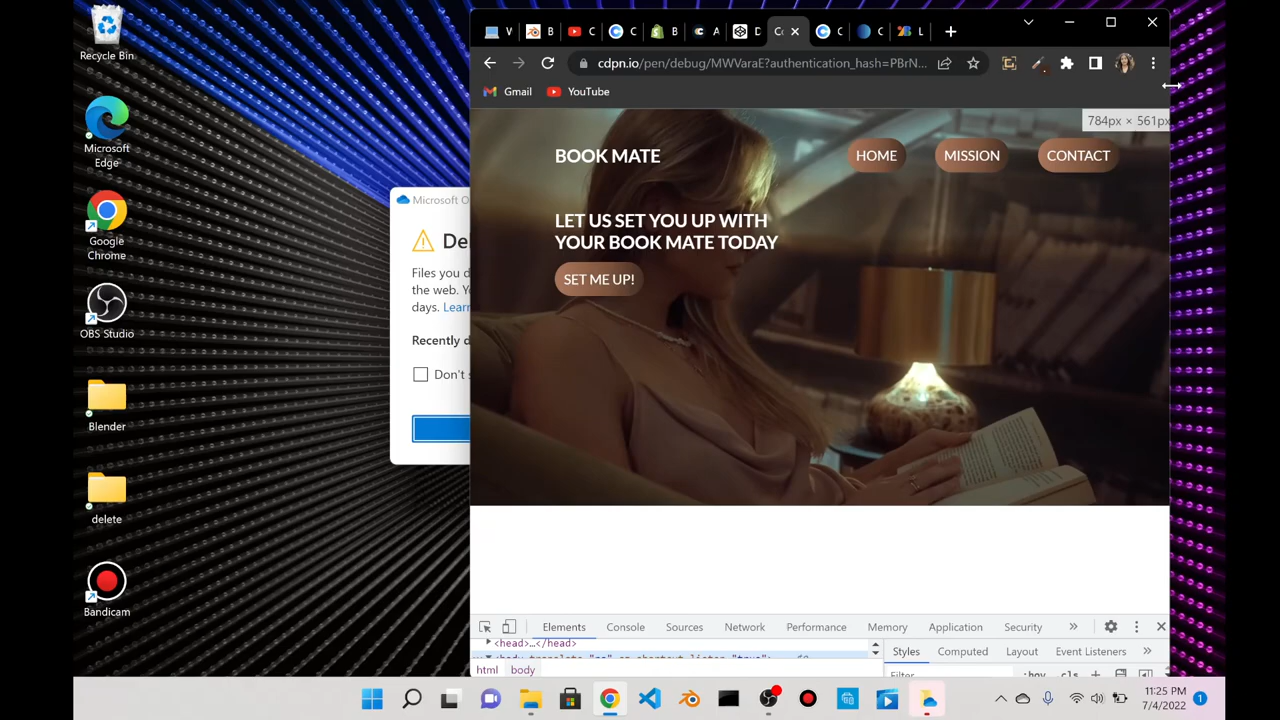 Recycle Bin
Microsoft
Edge
Google
Chrome
OBS Studio
Blender
delete
Bandicam
Microsoft O
De
Files you d
the web. Y
days. Learn
Recently d
Don't s
cdpn.io/pen/debug/MWVaraE?authentication_hash=PBrN...
Gmail
YouTube
784px × 561px
BOOK MATE
HOME
MISSION
CONTACT
LET US SET YOU UP WITH
YOUR BOOK MATE TODAY
SET ME UP!
Elements
Console
Sources
Network
Performance
Memory
Application
Security
<head>…</head>
html
body
Styles
Computed
Layout
Event Listeners
Filter
:hov
.cls
11:25 PM
7/4/2022
1